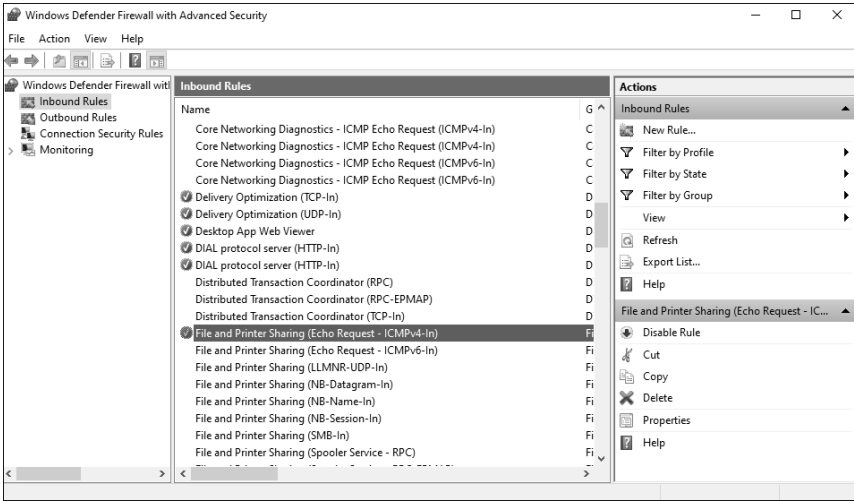 Windows Defender Firewall with Advanced Security
File Action View Help
Windows Defender Firewall witl
Inbound Rules
Outbound Rules
Connection Security Rules
Monitoring
Inbound Rules
Name G
Core Networking Diagnostics - ICMP Echo Request (ICMPv4-In) C
Core Networking Diagnostics - ICMP Echo Request (ICMPv4-In) C
Core Networking Diagnostics - ICMP Echo Request (ICMPv6-In) C
Core Networking Diagnostics - ICMP Echo Request (ICMPv6-In) C
Delivery Optimization (TCP-In) D
Delivery Optimization (UDP-In) D
Desktop App Web Viewer D
DIAL protocol server (HTTP-In) D
DIAL protocol server (HTTP-In) D
Distributed Transaction Coordinator (RPC) D
Distributed Transaction Coordinator (RPC-EPMAP) D
Distributed Transaction Coordinator (TCP-In) D
File and Printer Sharing (Echo Request - ICMPv4-In) Fi
File and Printer Sharing (Echo Request - ICMPv6-In) Fi
File and Printer Sharing (LLMNR-UDP-In) Fi
File and Printer Sharing (NB-Datagram-In) Fi
File and Printer Sharing (NB-Name-In) Fi
File and Printer Sharing (NB-Session-In) Fi
File and Printer Sharing (SMB-In) Fi
File and Printer Sharing (Spooler Service - RPC) Fi
Actions
Inbound Rules
New Rule...
Filter by Profile
Filter by State
Filter by Group
View
Refresh
Export List...
Help
File and Printer Sharing (Echo Request - IC...
Disable Rule
Cut
Copy
Delete
Properties
Help